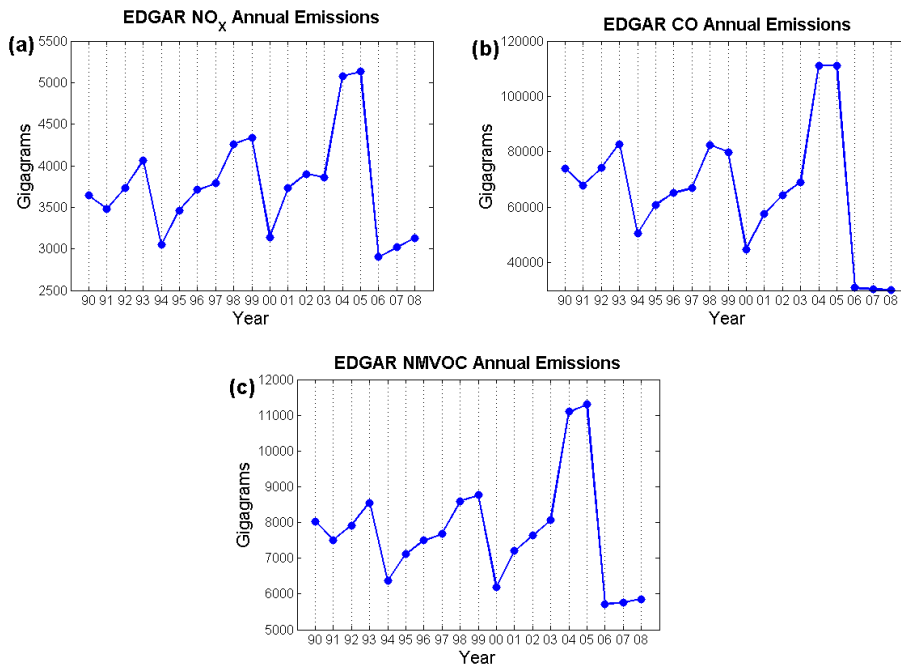 EDGAR NOX Annual Emissions
(a)
5500
5000
4500
4000
3500
3000
2500
Gigagrams
90 91 92 93 94 95 96 97 98 99 00 01 02 03 04 05 06 07 08
Year
EDGAR CO Annual Emissions
(b)
120000
100000
80000
60000
40000
Gigagrams
90 91 92 93 94 95 96 97 98 99 00 01 02 03 04 05 06 07 08
Year
EDGAR NMVOC Annual Emissions
(c)
12000
11000
10000
9000
8000
7000
6000
5000
Gigagrams
90 91 92 93 94 95 96 97 98 99 00 01 02 03 04 05 06 07 08
Year